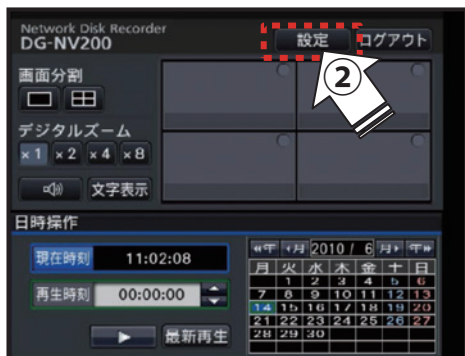 Network Disk Recorder
DG-NV200
設定 ログアウト
②
画面分割
デジタルズーム
×1 ×2 ×4 ×8
文字表示
日時操作
現在時刻 11:02:08
再生時刻 00:00:00
最新再生
≪年 ‹月 2010 / 6 月› 年≫
月 火 水 木 金 土 日
1 2 3 4 5 6
7 8 9 10 11 12 13
14 15 16 17 18 19 20
21 22 23 24 25 26 27
28 29 30